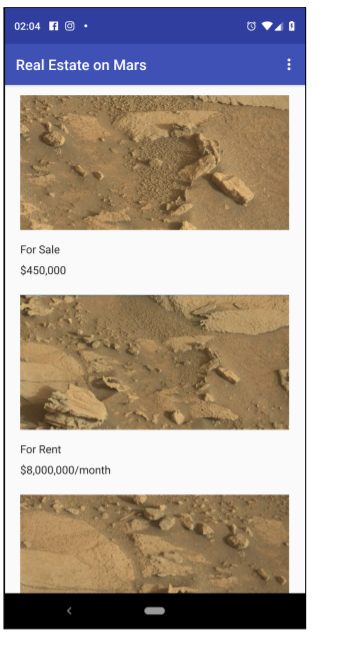 02:04
Real Estate on Mars
For Sale
$450,000
For Rent
$8,000,000/month